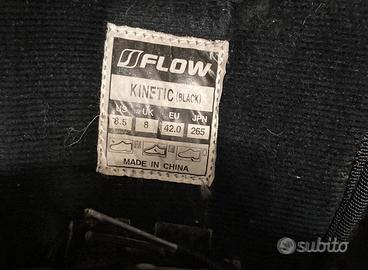 FLOW
KINETIC (BLACK)
US UK EU JPN
8.5 8 42.0 265
MADE IN CHINA
subito